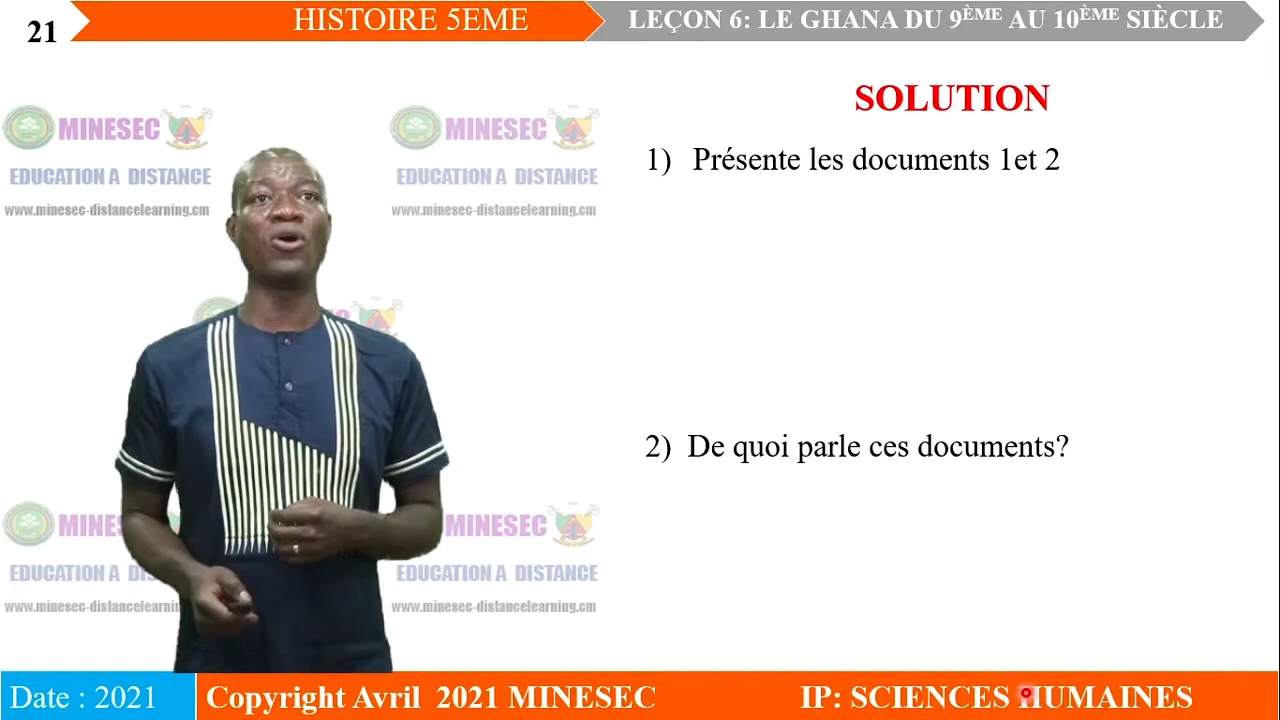 21
HISTOIRE 5EME
LEÇON 6: LE GHANA DU 9ÈME AU 10ÈME SIÈCLE
SOLUTION
1) Présente les documents 1et 2
2) De quoi parle ces documents?
MINESEC
EDUCATION A DISTANCE
www.minesec-distancelearning.cm
MINESEC
EDUCATION A DISTANCE
www.minesec-distancelearning.cm
MINES
EDUCATION A DISTANCE
www.minesec-distancelearnin
MINESEC
EDUCATION A DISTANCE
www.minesec-distancelearning.cm
Date : 2021
Copyright Avril 2021 MINESEC
IP: SCIENCES HUMAINES